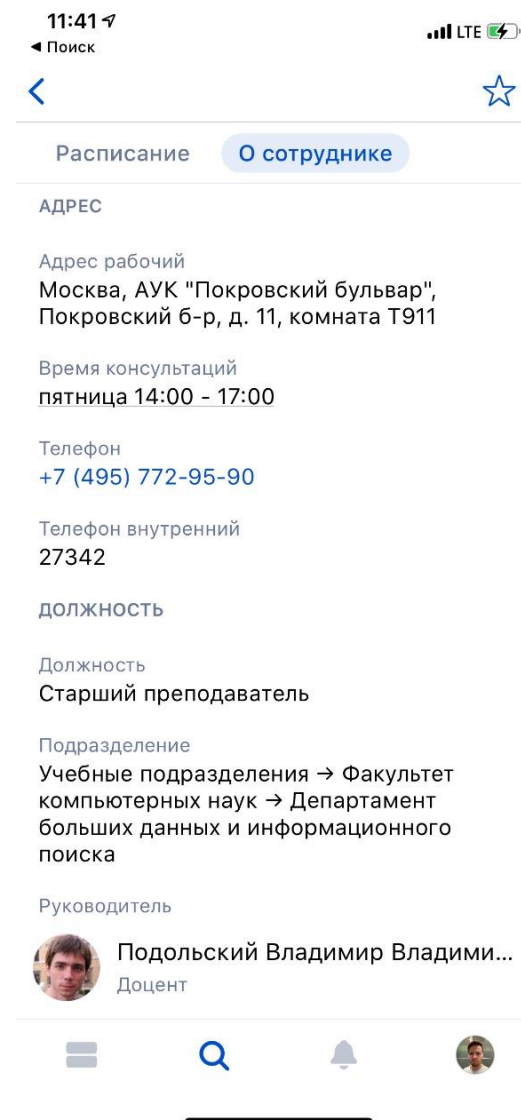 11:41
LTE
◀ Поиск
Расписание
О сотруднике
АДРЕС
Адрес рабочий
Москва, АУК "Покровский бульвар",
Покровский б-р, д. 11, комната Т911
Время консультаций
пятница 14:00 - 17:00
Телефон
+7 (495) 772-95-90
Телефон внутренний
27342
ДОЛЖНОСТЬ
Должность
Старший преподаватель
Подразделение
Учебные подразделения → Факультет
компьютерных наук → Департамент
больших данных и информационного
поиска
Руководитель
Подольский Владимир Владими...
Доцент